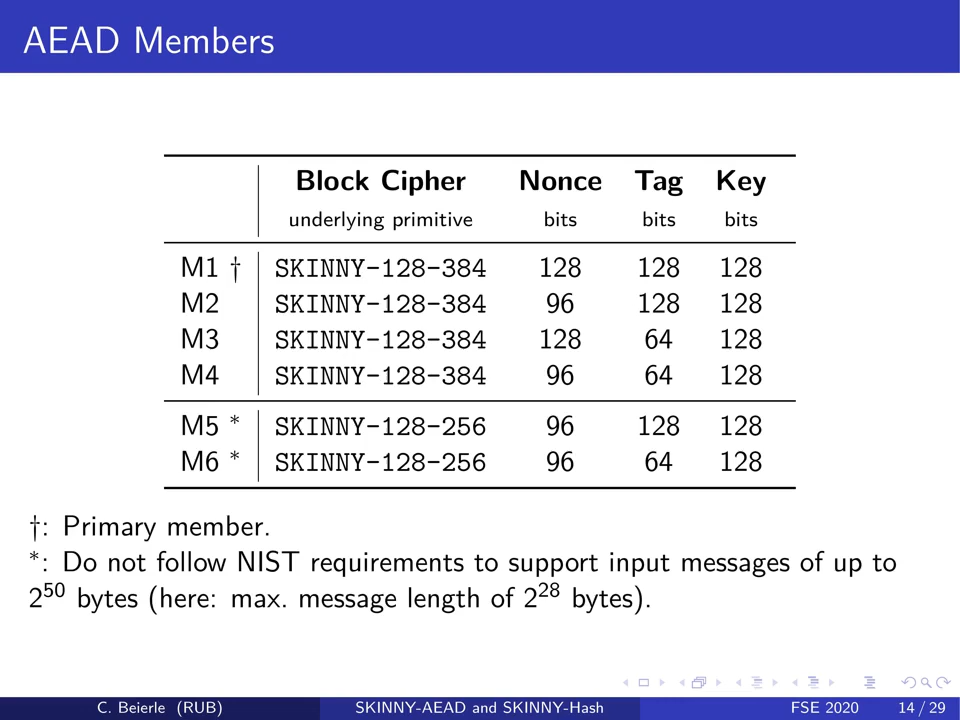 AEAD Members
Block Cipher Nonce Tag Key
underlying primitive bits bits bits
M1 † SKINNY-128-384 128 128 128
M2 SKINNY-128-384 96 128 128
M3 SKINNY-128-384 128 64 128
M4 SKINNY-128-384 96 64 128
M5 * SKINNY-128-256 96 128 128
M6 * SKINNY-128-256 96 64 128
†: Primary member.
*: Do not follow NIST requirements to support input messages of up to
2⁵⁰ bytes (here: max. message length of 2²⁸ bytes).
C. Beierle (RUB) SKINNY-AEAD and SKINNY-Hash FSE 2020 14 / 29